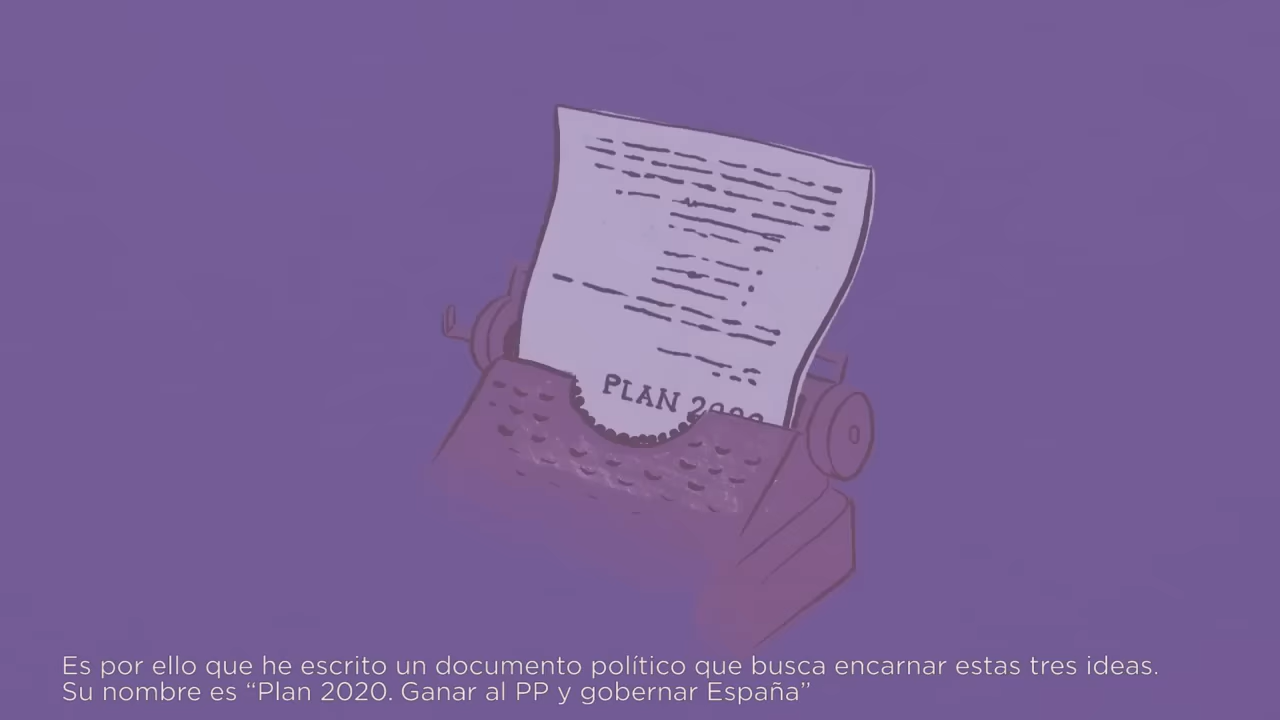 PLAN 2020
Es por ello que he escrito un documento político que busca encarnar estas tres ideas.
Su nombre es “Plan 2020. Ganar al PP y gobernar España”